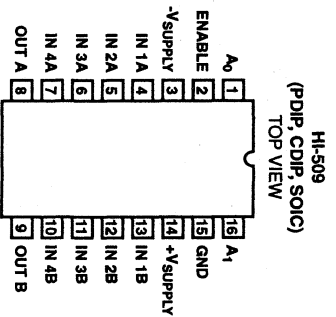 HI-509
(PDIP, CDIP, SOIC)
TOP VIEW
A0 1
ENABLE 2
-VSUPPLY 3
IN 1A 4
IN 2A 5
IN 3A 6
IN 4A 7
OUT A 8
16 A1
15 GND
14 +VSUPPLY
13 IN 1B
12 IN 2B
11 IN 3B
10 IN 4B
9 OUT B